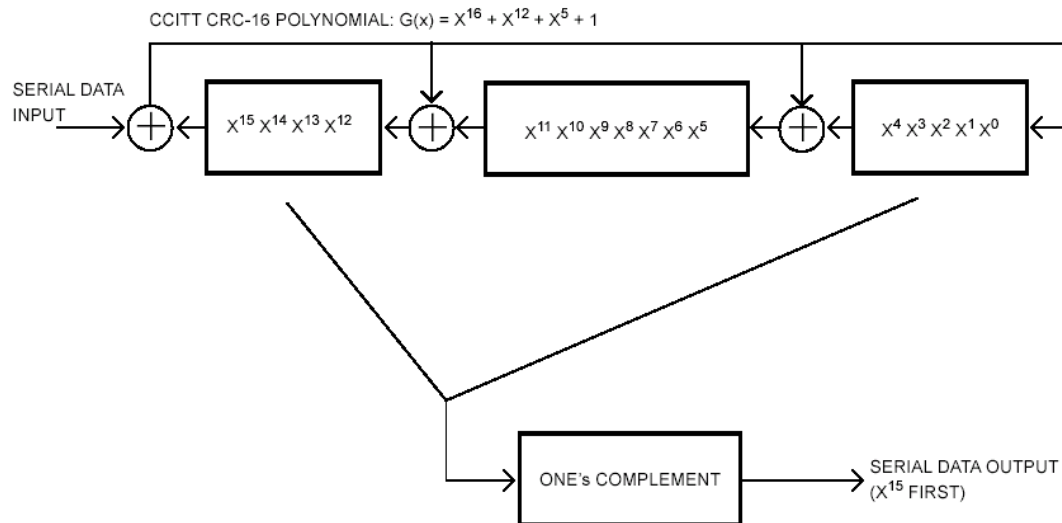 CCITT CRC-16 POLYNOMIAL: G(x) = X¹⁶ + X¹² + X⁵ + 1
SERIAL DATA
INPUT
X¹⁵ X¹⁴ X¹³ X¹²
X¹¹ X¹⁰ X⁹ X⁸ X⁷ X⁶ X⁵
X⁴ X³ X² X¹ X⁰
ONE's COMPLEMENT
SERIAL DATA OUTPUT
(X¹⁵ FIRST)